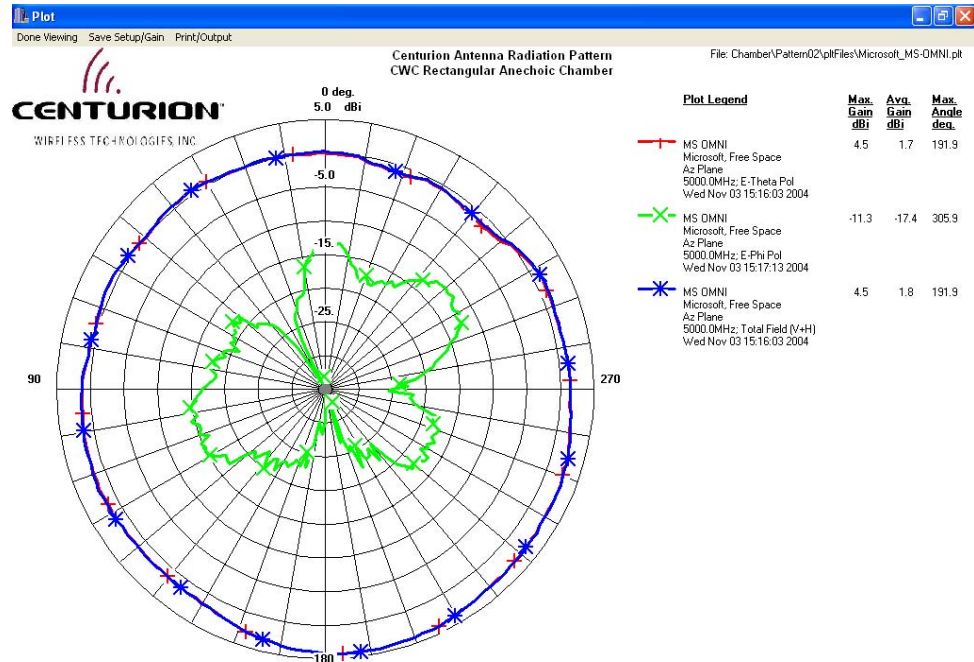 Plot
Done Viewing Save Setup/Gain Print/Output
CENTURION
WIRELESS TECHNOLOGIES, INC.
Centurion Antenna Radiation Pattern
CWC Rectangular Anechoic Chamber
File: Chamber\Pattern02\pltFiles\Microsoft_MS-OMNI.plt
0 deg.
5.0 dBi
-5.0
-15.
-25.
90
270
180
Plot Legend Max. Gain dBi Avg. Gain dBi Max. Angle deg.
MS OMNI 4.5 1.7 191.9
Microsoft, Free Space
Az Plane
5000.0MHz; E-Theta Pol
Wed Nov 03 15:16:03 2004
MS OMNI -11.3 -17.4 305.9
Microsoft, Free Space
Az Plane
5000.0MHz; E-Phi Pol
Wed Nov 03 15:17:13 2004
MS OMNI 4.5 1.8 191.9
Microsoft, Free Space
Az Plane
5000.0MHz; Total Field (V+H)
Wed Nov 03 15:16:03 2004